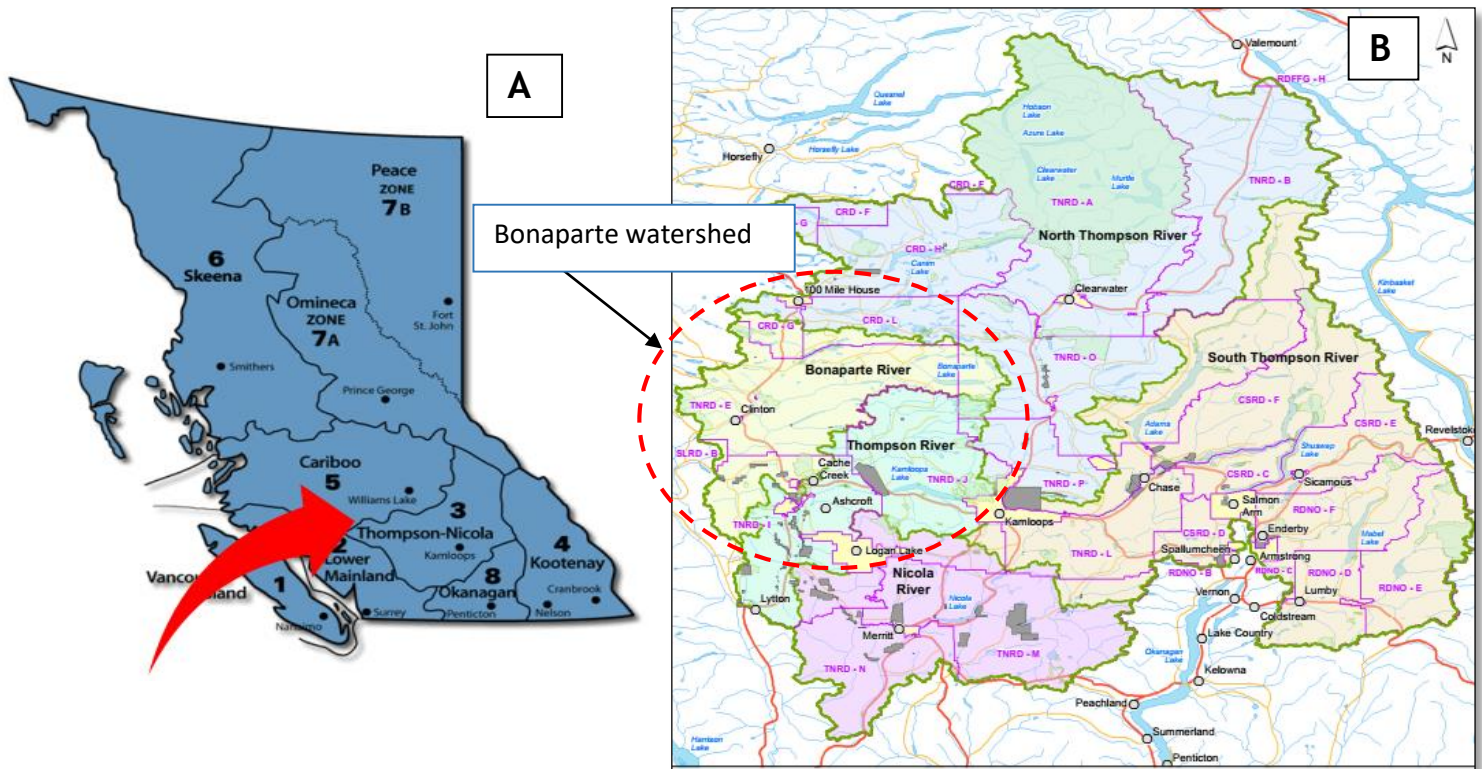 A
Peace
ZONE
7B
6
Skeena
Omineca
ZONE
7A
Fort
St. John
Smithers
Prince George
Cariboo
5
Williams Lake
3
Thompson-Nicola
Kamloops
4
Kootenay
Cranbrook
Nelson
Lower
Mainland
8
Okanagan
Penticton
Surrey
1
Bonaparte watershed
B
N
Valemount
RDFFG - H
Quesnel
Lake
Hobson
Lake
Azure Lake
Horsefly
Horsefly Lake
Clearwater
Lake
Murtle
Lake
TNRD - B
CRD - E
TNRD - A
CRD - F
North Thompson River
CRD - H
Canim
Lake
Kinbasket
Lake
100 Mile House
Clearwater
CRD - G
CRD - L
TNRD - O
South Thompson River
Bonaparte River
Bonaparte
Lake
TNRD - E
CSRD - F
Clinton
Adams
Lake
CSRD - E
Thompson River
Shuswap
Lake
Revelstoke
SLRD - B
Cache
Creek
Kamloops
Lake
TNRD - J
TNRD - P
Chase
CSRD - C
Sicamous
Ashcroft
Kamloops
Salmon
Arm
RDNO - F
TNRD - I
Enderby
Mabel
Lake
CSRD - D
Logan Lake
TNRD - L
Spallumcheen
Armstrong
Nicola
River
RDNO - B
RDNO - C
RDNO - D
RDNO - E
Lytton
Nicola
Lake
Vernon
Lumby
Coldstream
Merritt
Lake Country
TNRD - N
TNRD - M
Okanagan
Lake
Kelowna
Peachland
Summerland
Harrison
Lake
Penticton